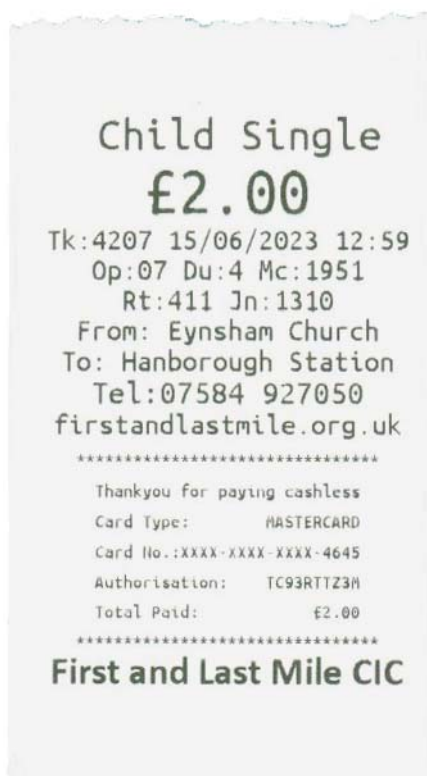 Child Single
£2.00
Tk:4207 15/06/2023 12:59
Op:07 Du:4 Mc:1951
Rt:411 Jn:1310
From: Eynsham Church
To: Hanborough Station
Tel:07584 927050
firstandlastmile.org.uk
********************************
Thankyou for paying cashless
Card Type: MASTERCARD
Card No.:XXXX-XXXX-XXXX-4645
Authorisation: TC93RTTZ3M
Total Paid: £2.00
********************************
First and Last Mile CIC